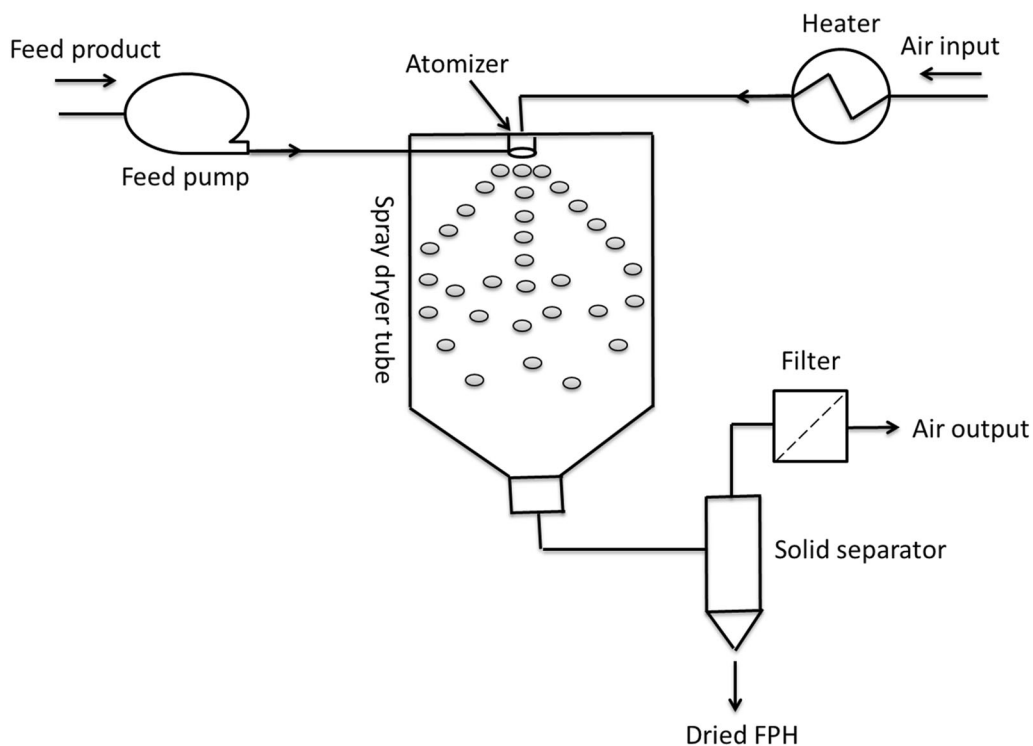 Feed product
Feed pump
Atomizer
Heater
Air input
Spray dryer tube
Filter
Air output
Solid separator
Dried FPH